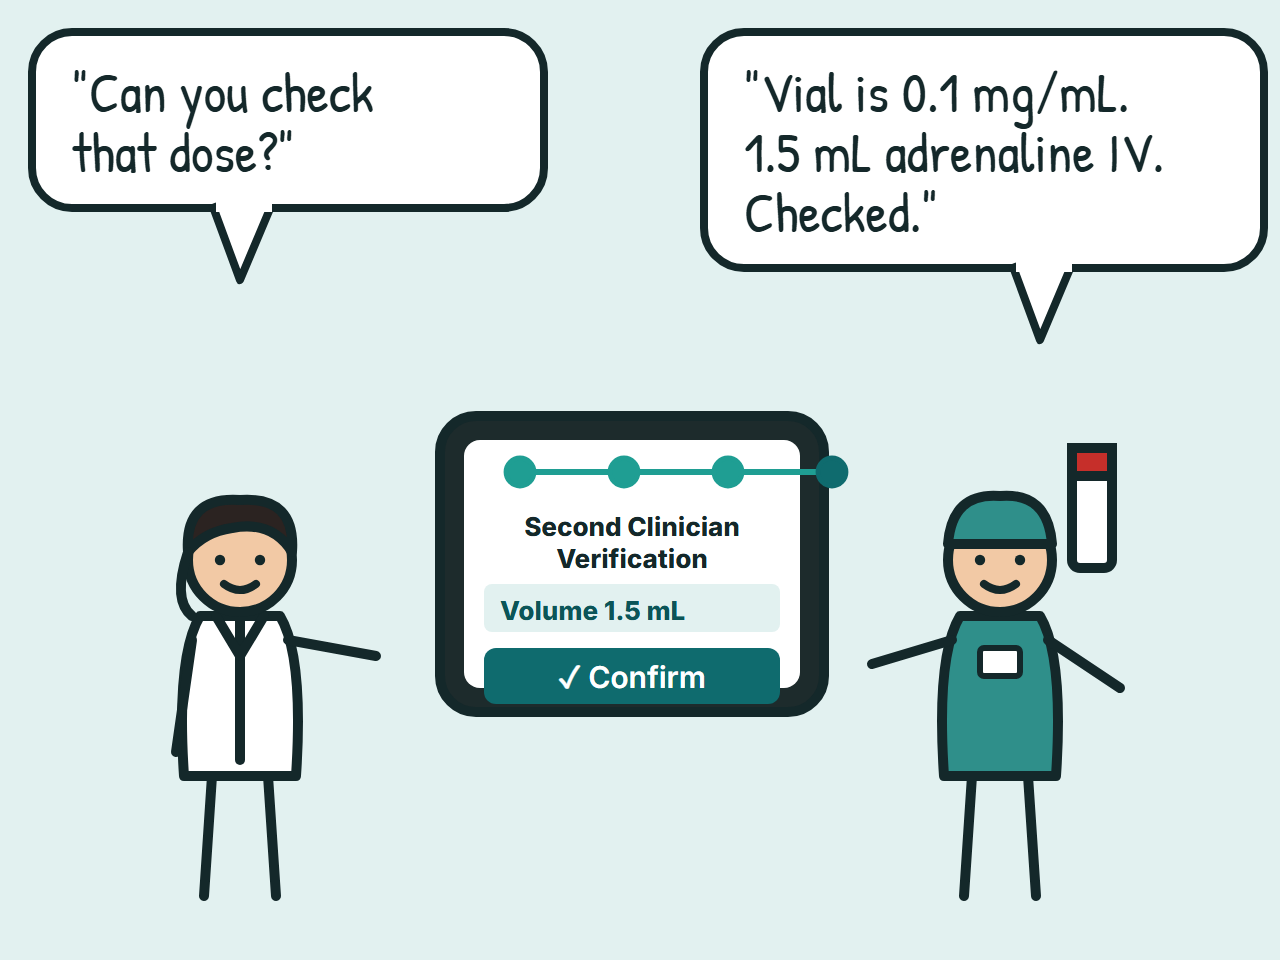 "Can you check
that dose?"
"Vial is 0.1 mg/mL.
1.5 mL adrenaline IV.
Checked."
Second Clinician
Verification
Volume 1.5 mL
✓ Confirm